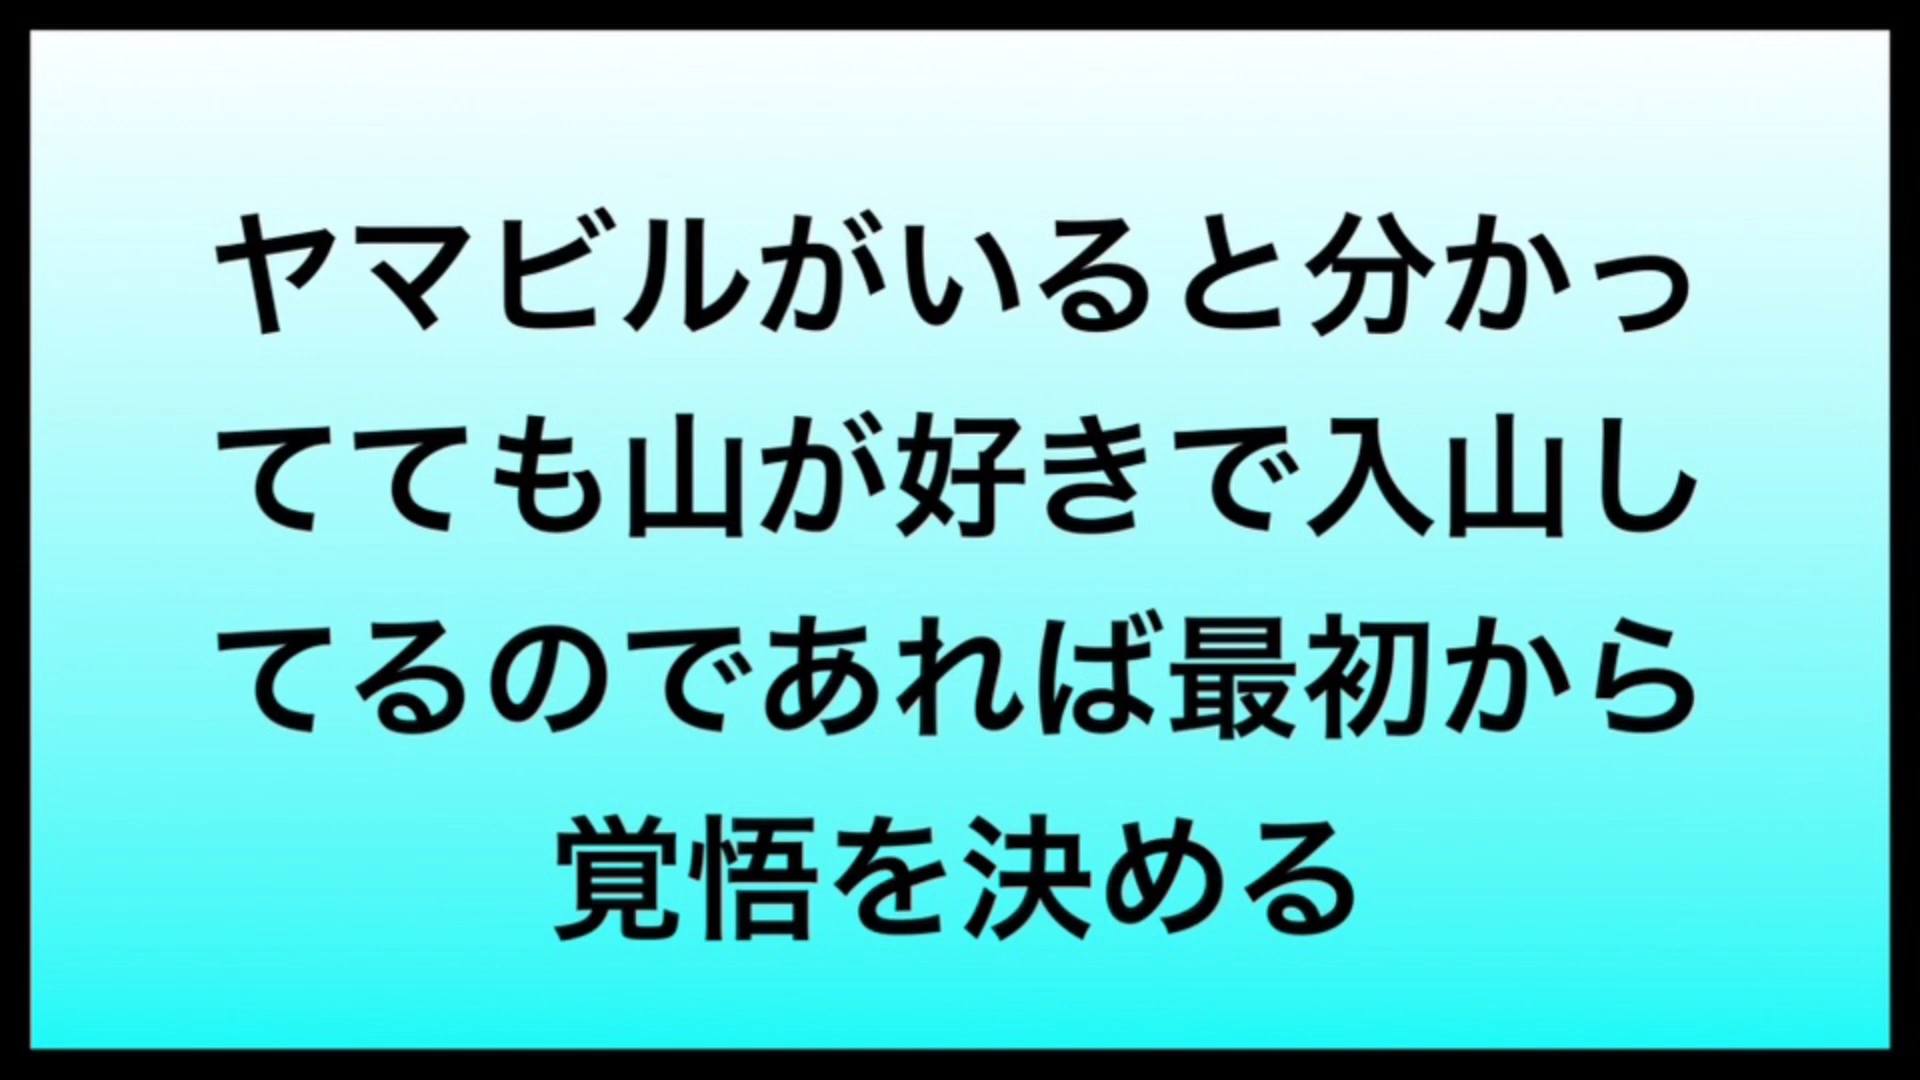 ヤマビルがいると分かっ
てても山が好きで入山し
てるのであれば最初から
覚悟を決める